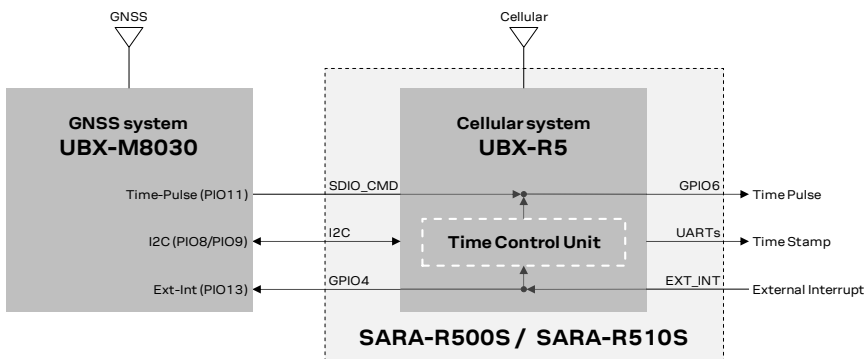 GNSS
Cellular
GNSS system
UBX-M8030
Cellular system
UBX-R5
Time-Pulse (PIO11)
SDIO_CMD
GPIO6
Time Pulse
I2C (PIO8/PIO9)
I2C
Time Control Unit
UARTs
Time Stamp
Ext-Int (PIO13)
GPIO4
EXT_INT
External Interrupt
SARA-R500S / SARA-R510S